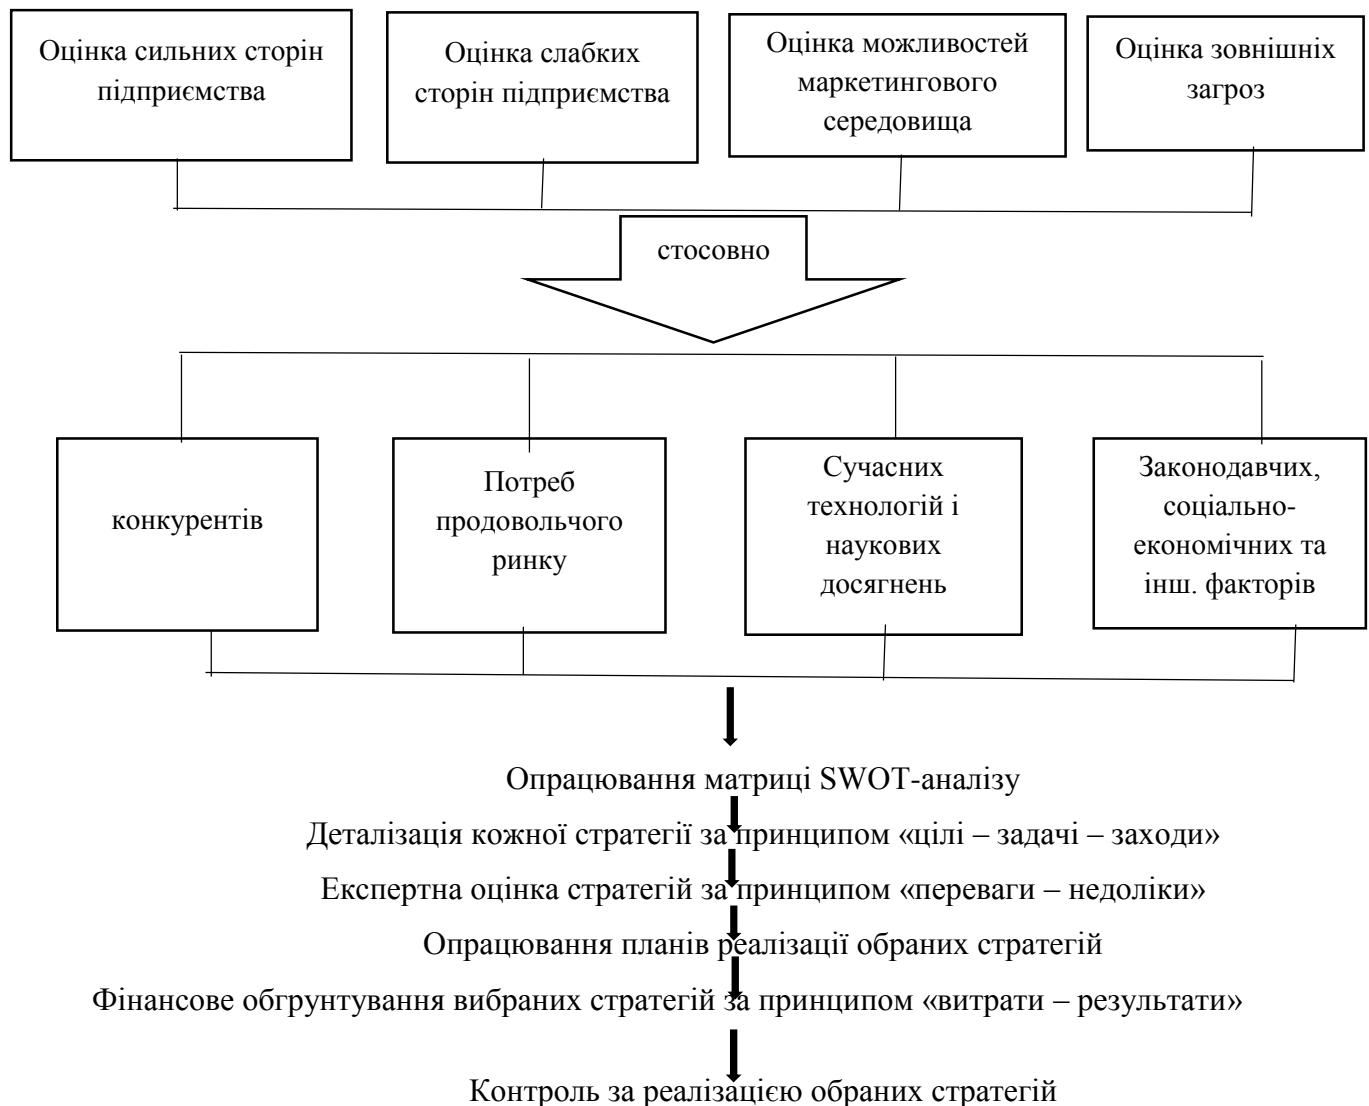 Оцінка сильних сторін
підприємства
Оцінка слабких
сторін підприємства
Оцінка можливостей
маркетингового
середовища
Оцінка зовнішніх
загроз
стосовно
конкурентів
Потреб
продовольчого
ринку
Сучасних
технологій і
наукових
досягнень
Законодавчих,
соціально-
економічних та
інш. факторів
Опрацювання матриці SWOT-аналізу
Деталізація кожної стратегії за принципом «цілі – задачі – заходи»
Експертна оцінка стратегій за принципом «переваги – недоліки»
Опрацювання планів реалізації обраних стратегій
Фінансове обгрунтування вибраних стратегій за принципом «витрати – результати»
Контроль за реалізацією обраних стратегій